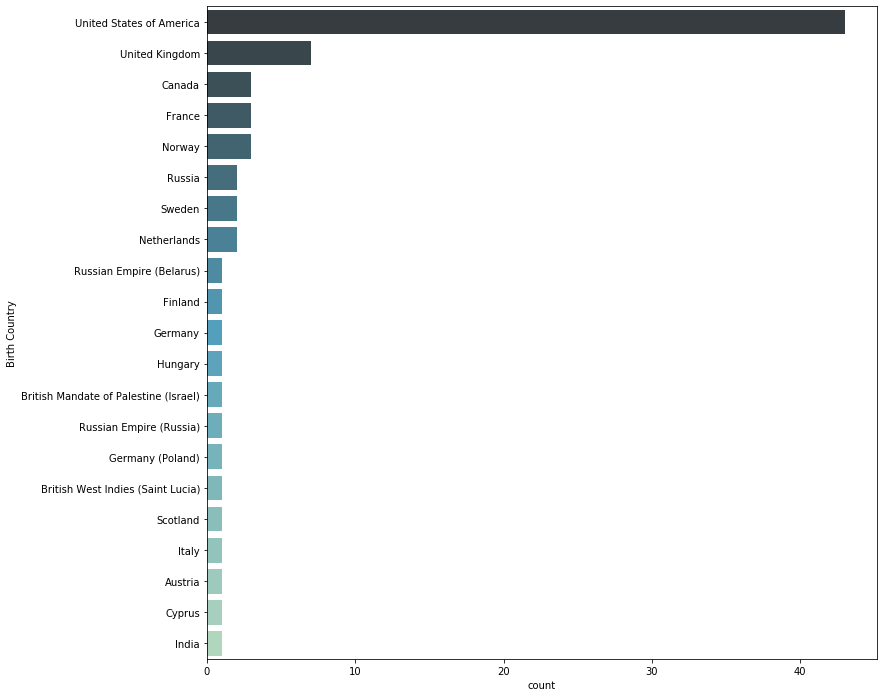 United States of America
United Kingdom
Canada
France
Norway
Russia
Sweden
Netherlands
Russian Empire (Belarus)
Finland
Germany
Hungary
British Mandate of Palestine (Israel)
Russian Empire (Russia)
Germany (Poland)
British West Indies (Saint Lucia)
Scotland
Italy
Austria
Cyprus
India
Birth Country
0 10 20 30 40
count